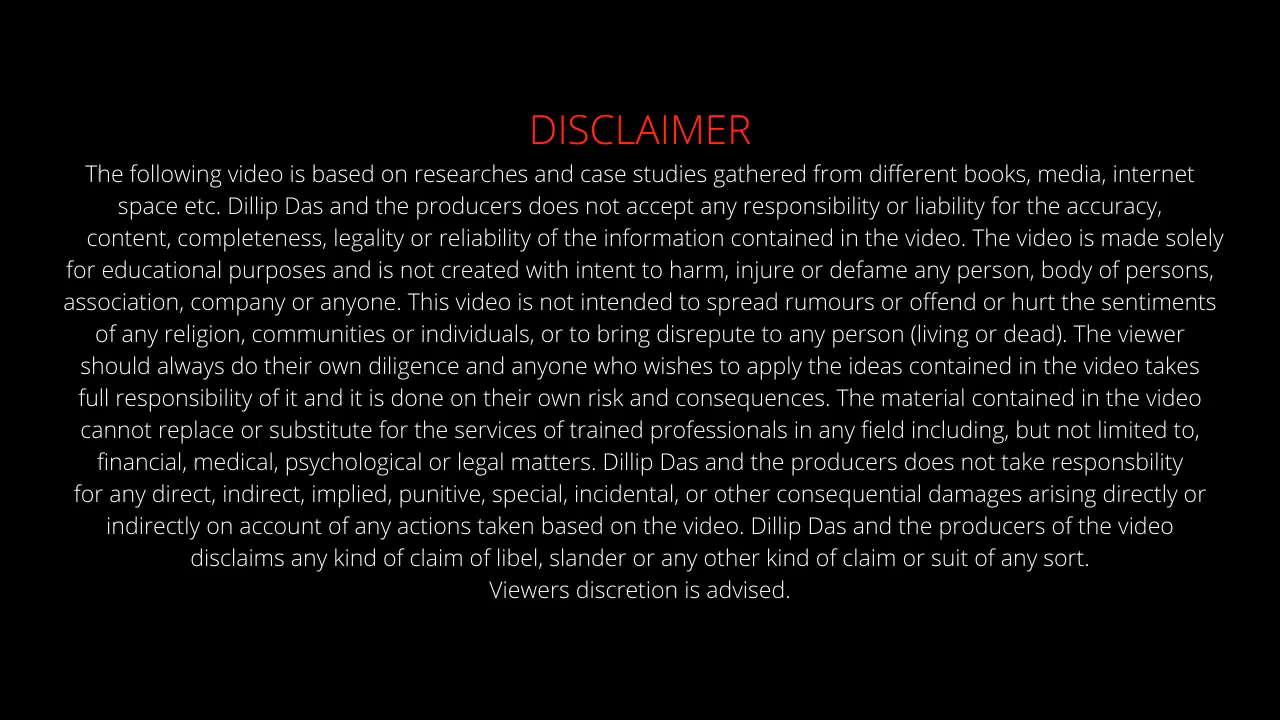 DISCLAIMER
The following video is based on researches and case studies gathered from different books, media, internet
space etc. Dillip Das and the producers does not accept any responsibility or liability for the accuracy,
content, completeness, legality or reliability of the information contained in the video. The video is made solely
for educational purposes and is not created with intent to harm, injure or defame any person, body of persons,
association, company or anyone. This video is not intended to spread rumours or offend or hurt the sentiments
of any religion, communities or individuals, or to bring disrepute to any person (living or dead). The viewer
should always do their own diligence and anyone who wishes to apply the ideas contained in the video takes
full responsibility of it and it is done on their own risk and consequences. The material contained in the video
cannot replace or substitute for the services of trained professionals in any field including, but not limited to,
financial, medical, psychological or legal matters. Dillip Das and the producers does not take responsbility
for any direct, indirect, implied, punitive, special, incidental, or other consequential damages arising directly or
indirectly on account of any actions taken based on the video. Dillip Das and the producers of the video
disclaims any kind of claim of libel, slander or any other kind of claim or suit of any sort.
Viewers discretion is advised.